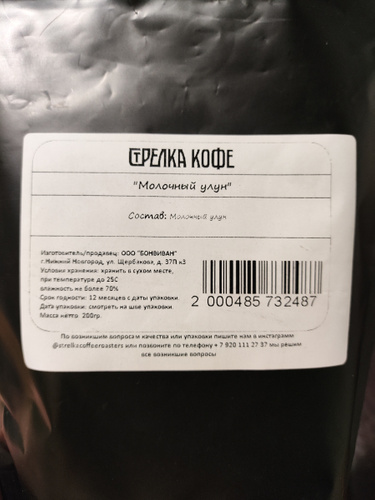 СТРЕЛКА КОФЕ
"Молочный улун"
Состав: Молочный улун
Изготовитель/продавец: ООО "БОНВИВАН"
г.Нижний Новгород, ул. Щербакова, д. 37П к3
Условия хранения: хранить в сухом месте,
при температуре до 25С
влажность не более 70%
Срок годности: 12 месяцев с даты упаковки
Дата упаковки: смотреть на шве упаковки
Масса нетто 200гр.
2 000485 732487
По возникшим вопросам качества или упаковки пишите нам в инстаграмм
@strelkacoffeeroasters или позвоните по телефону + 7 920 111 27 37 мы решим
все возникшие вопросы